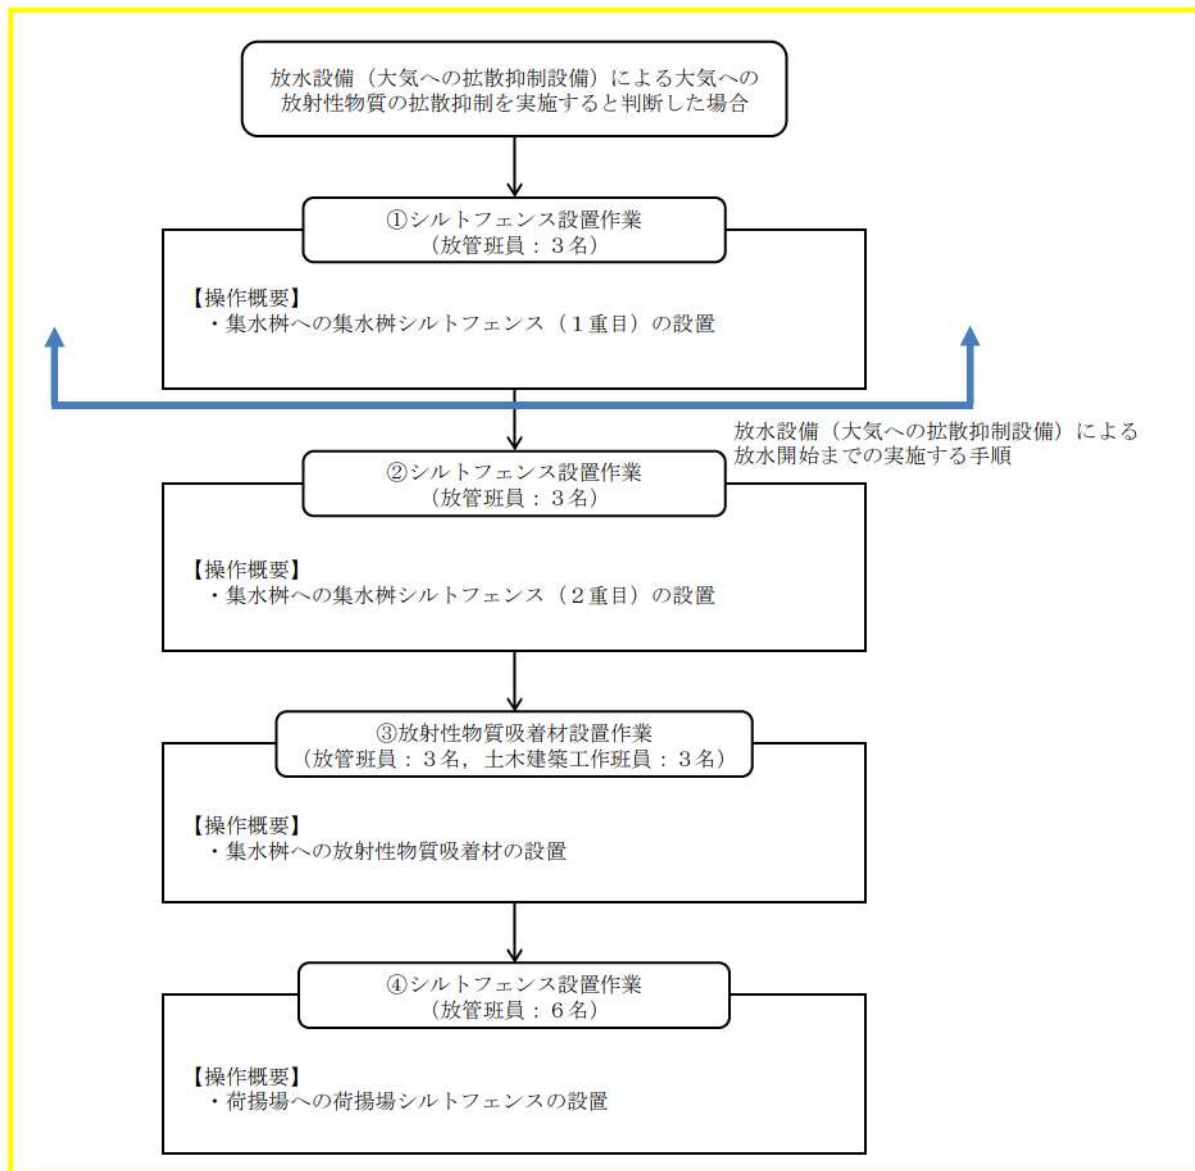 放水設備（大気への拡散抑制設備）による大気への
放射性物質の拡散抑制を実施すると判断した場合
①シルトフェンス設置作業
（放管班員：３名）
【操作概要】
・集水桝への集水桝シルトフェンス（１重目）の設置
放水設備（大気への拡散抑制設備）による
放水開始までの実施する手順
②シルトフェンス設置作業
（放管班員：３名）
【操作概要】
・集水桝への集水桝シルトフェンス（２重目）の設置
③放射性物質吸着材設置作業
（放管班員：３名，土木建築工作班員：３名）
【操作概要】
・集水桝への放射性物質吸着材の設置
④シルトフェンス設置作業
（放管班員：６名）
【操作概要】
・荷揚場への荷揚場シルトフェンスの設置